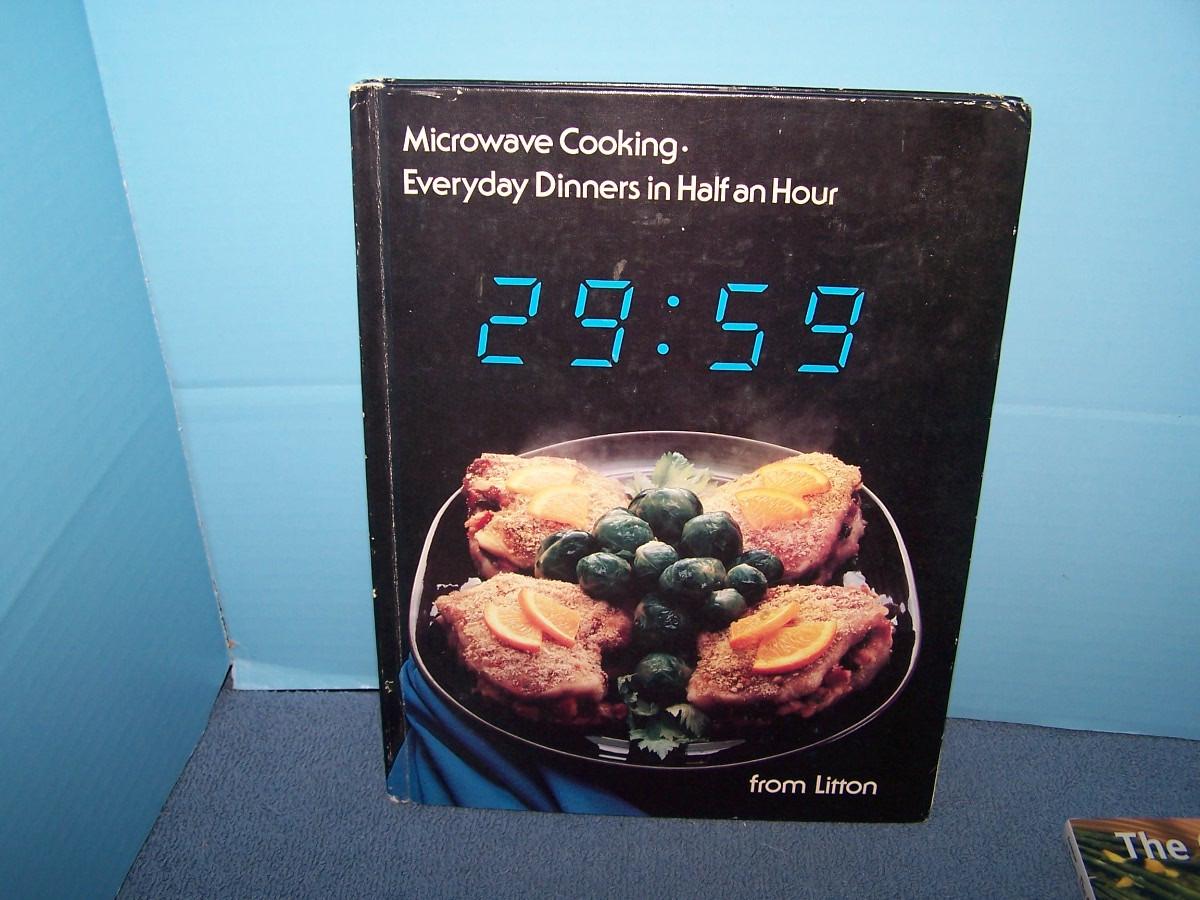 Microwave Cooking·
Everyday Dinners in Half an Hour
29:59
from Litton
The